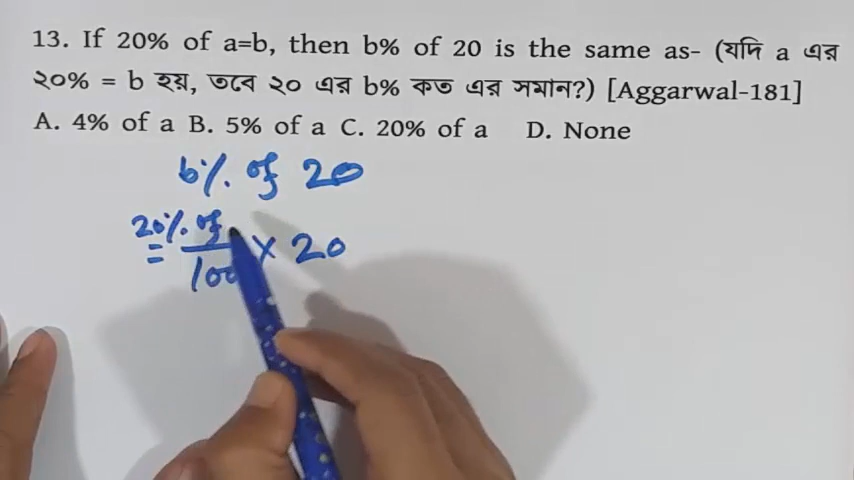 13. If 20% of a=b, then b% of 20 is the same as- (যদি a এর
২০% = b হয়, তবে ২০ এর b% কত এর সমান?) [Aggarwal-181]
A. 4% of a B. 5% of a C. 20% of a D. None
b% of 20
= 20% of / 100 × 20